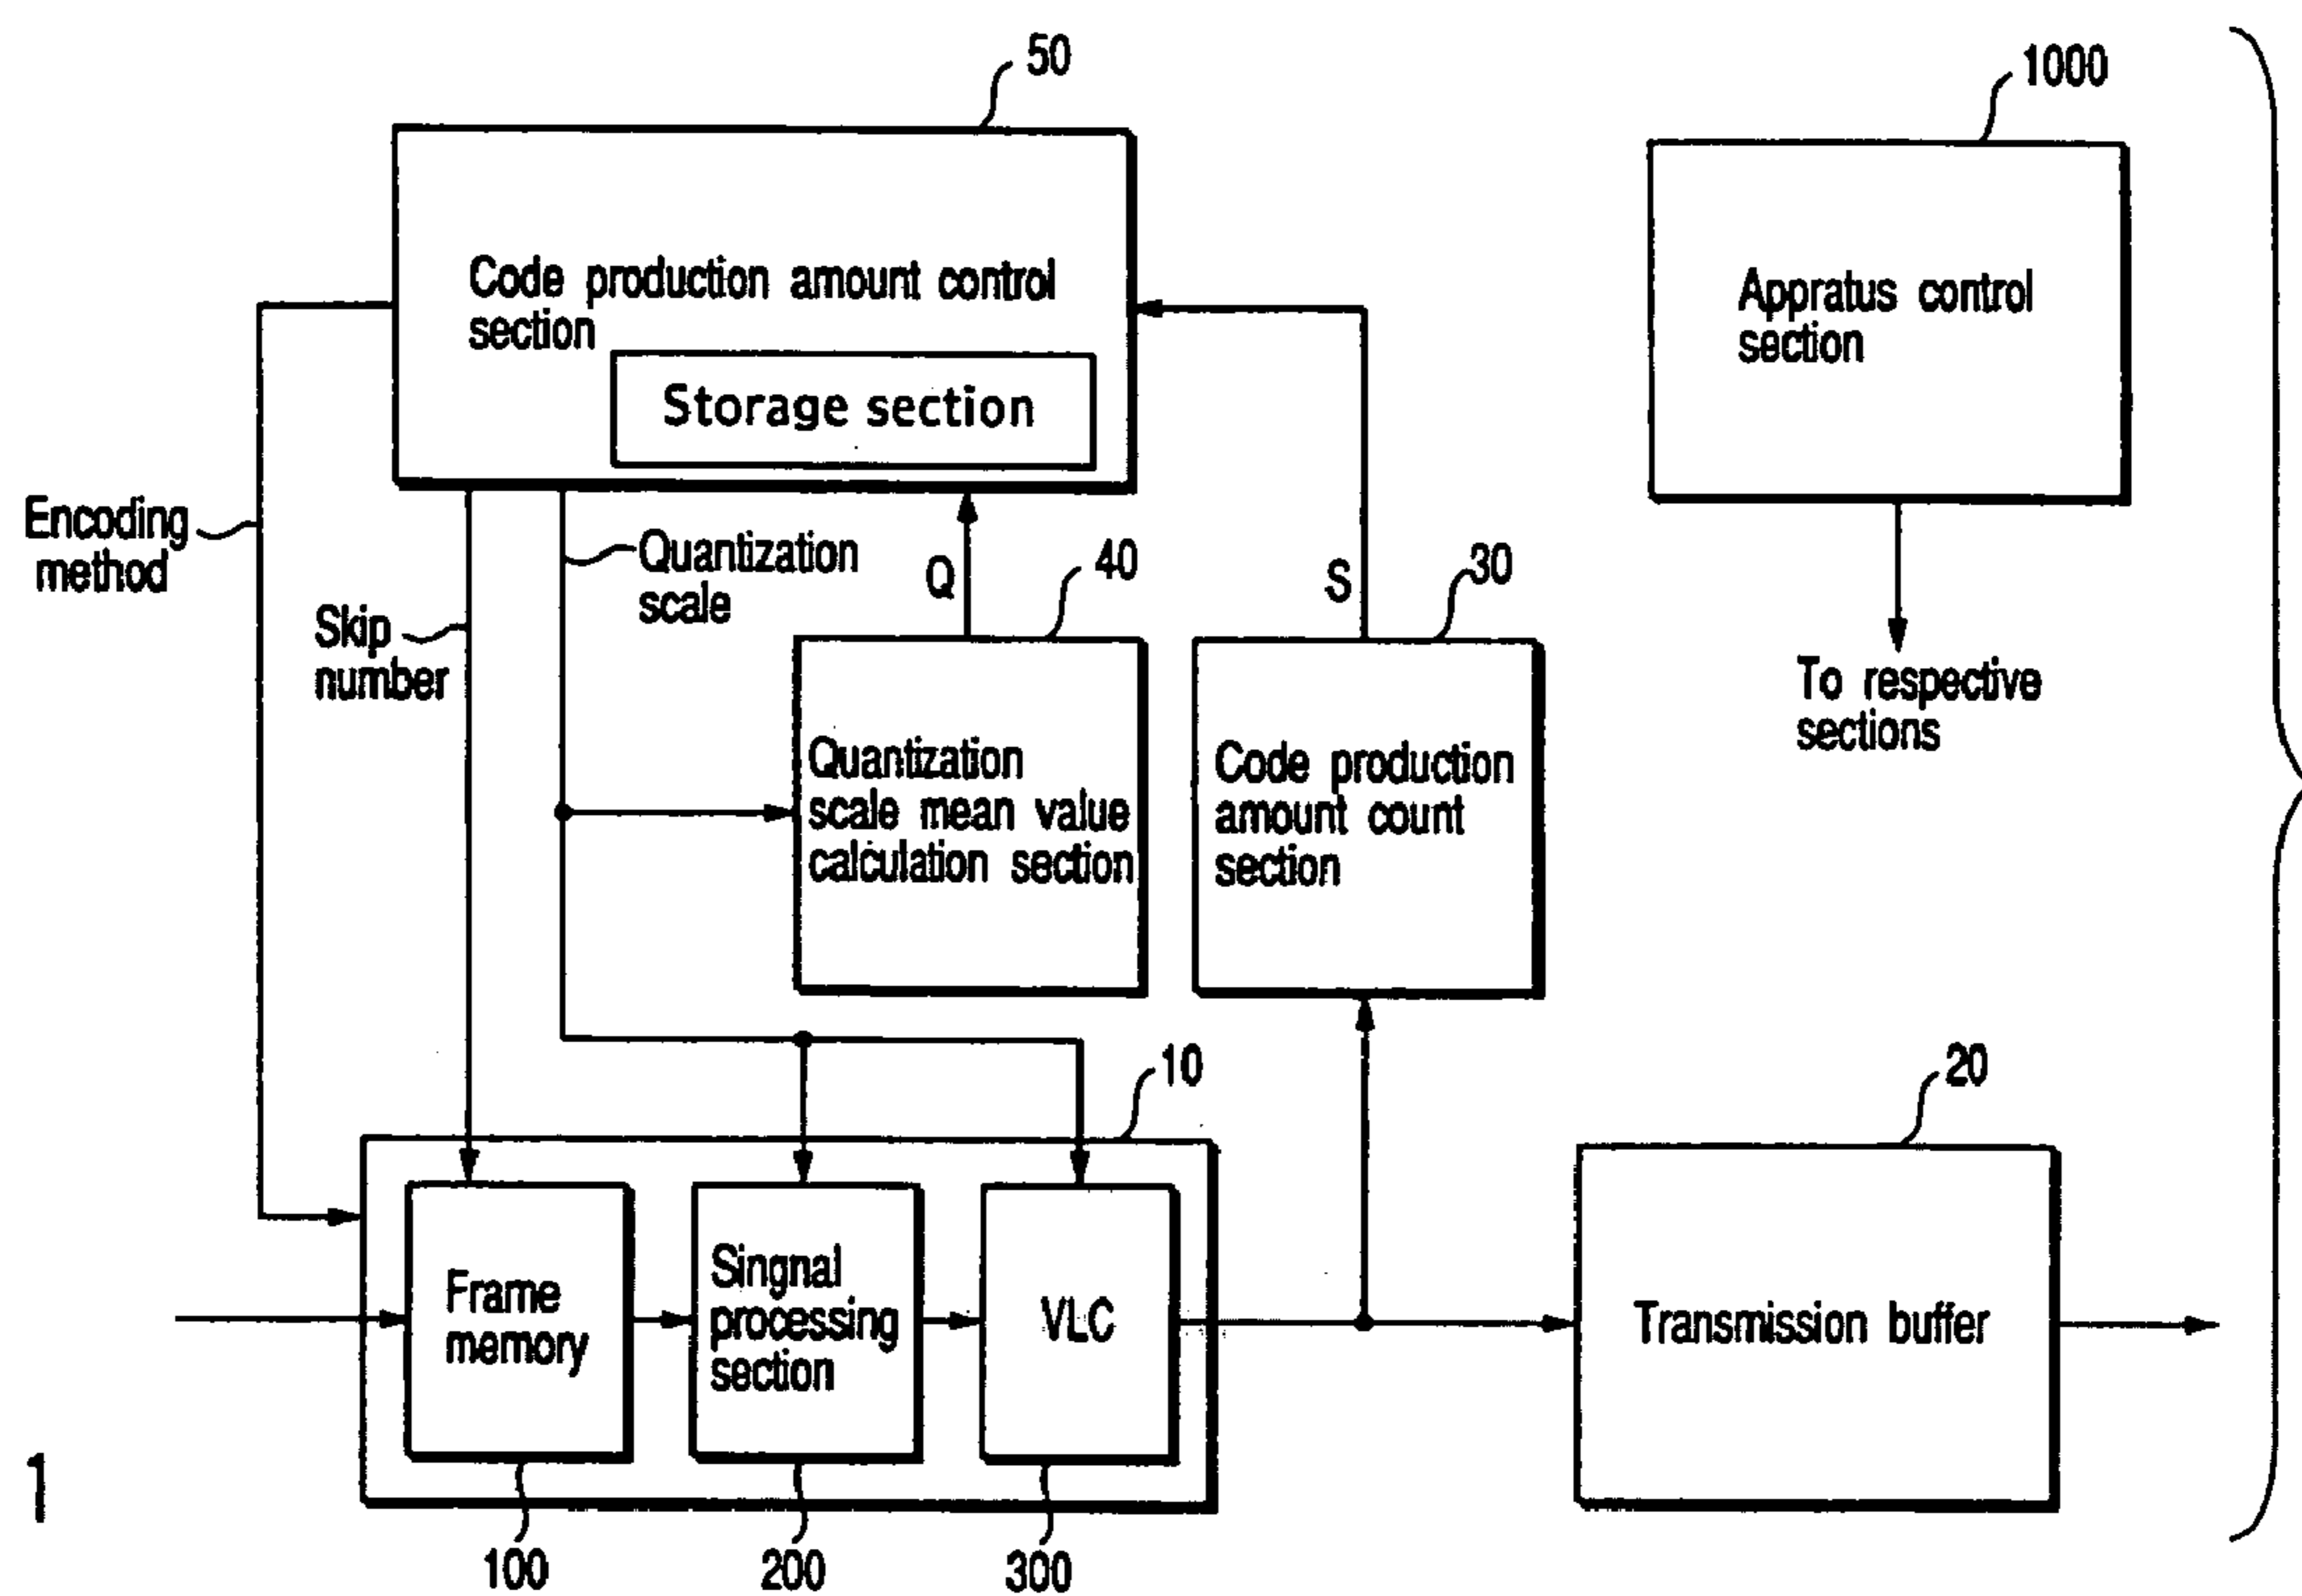 50
1000
Code production amount control
section
Storage section
Appratus control
section
Encoding
method
Skip
number
Quantization
scale
Q
40
S
30
To respective
sections
Quantization
scale mean value
calculation section
Code production
amount count
section
10
20
Frame
memory
Singnal
processing
section
VLC
Transmission buffer
1
100
200
300